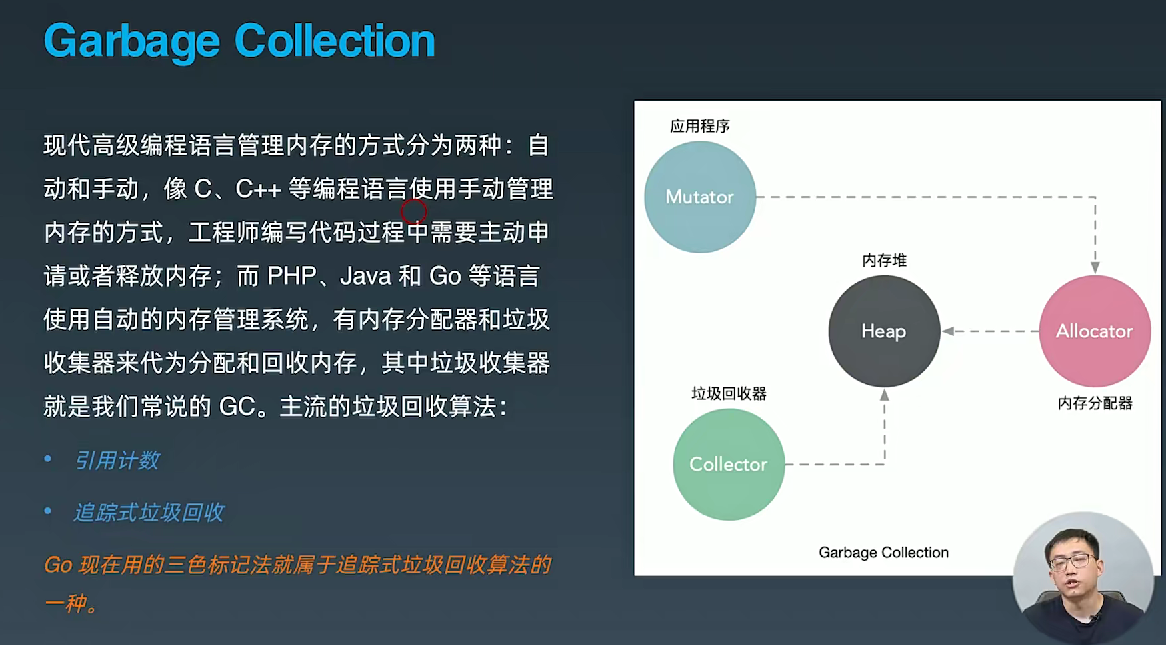 Garbage Collection
现代高级编程语言管理内存的方式分为两种：自
动和手动，像 C、C++ 等编程语言使用手动管理
内存的方式，工程师编写代码过程中需要主动申
请或者释放内存；而 PHP、Java 和 Go 等语言
使用自动的内存管理系统，有内存分配器和垃圾
收集器来代为分配和回收内存，其中垃圾收集器
就是我们常说的 GC。主流的垃圾回收算法：
• 引用计数
• 追踪式垃圾回收
Go 现在用的三色标记法就属于追踪式垃圾回收算法的
一种。
应用程序
Mutator
内存堆
Heap
Allocator
内存分配器
垃圾回收器
Collector
Garbage Collection